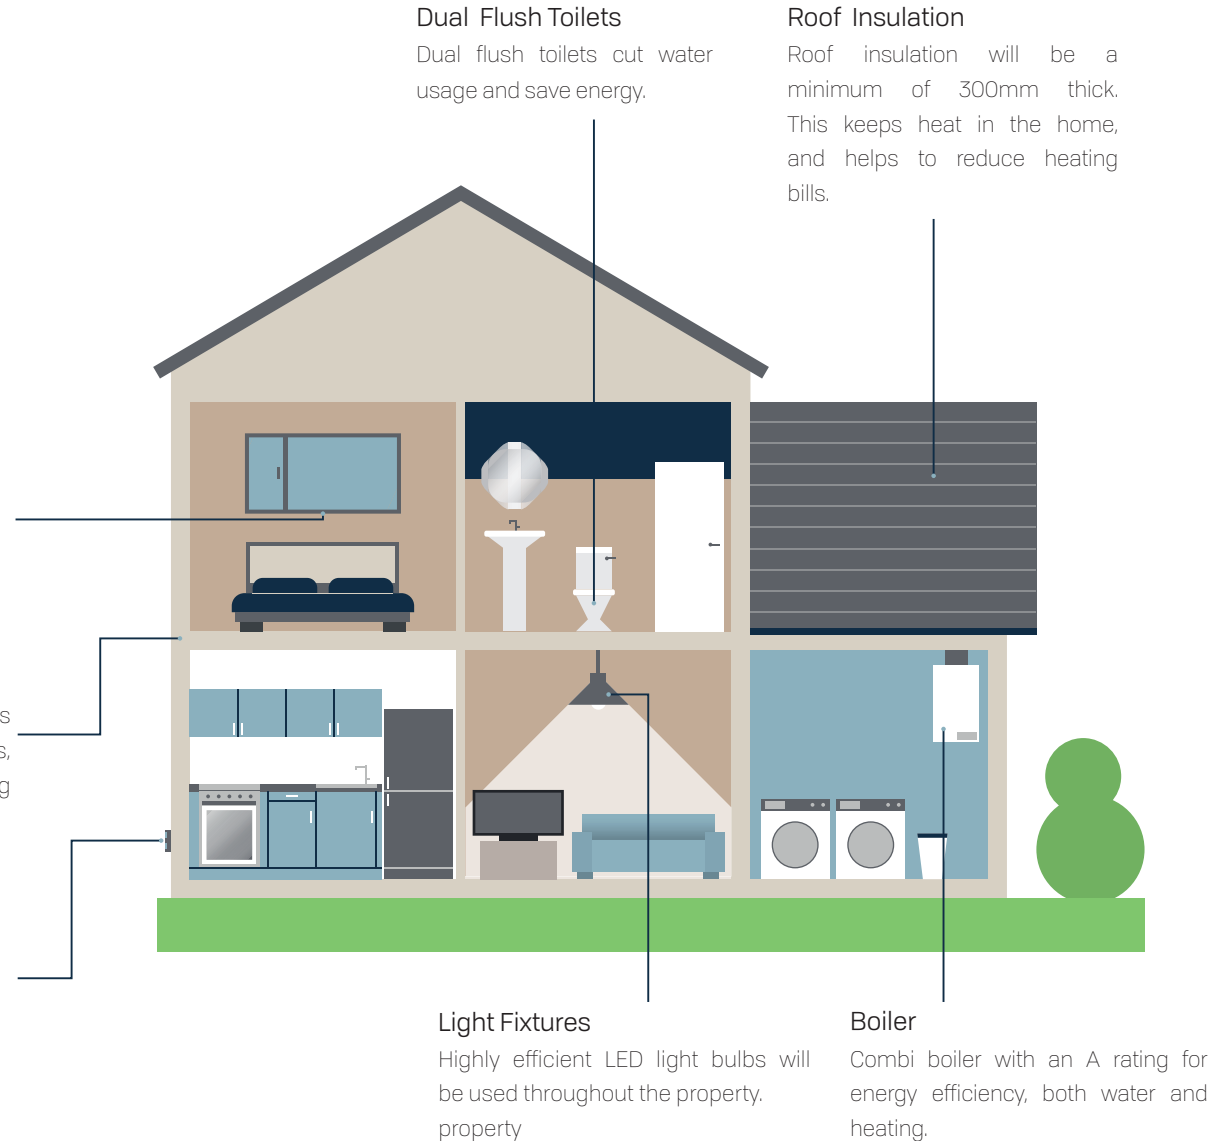 Dual Flush Toilets
Dual flush toilets cut water
usage and save energy.
Roof Insulation
Roof insulation will be a
minimum of 300mm thick.
This keeps heat in the home,
and helps to reduce heating
bills.
s
s,
g
Light Fixtures
Highly efficient LED light bulbs will
be used throughout the property.
property
Boiler
Combi boiler with an A rating for
energy efficiency, both water and
heating.